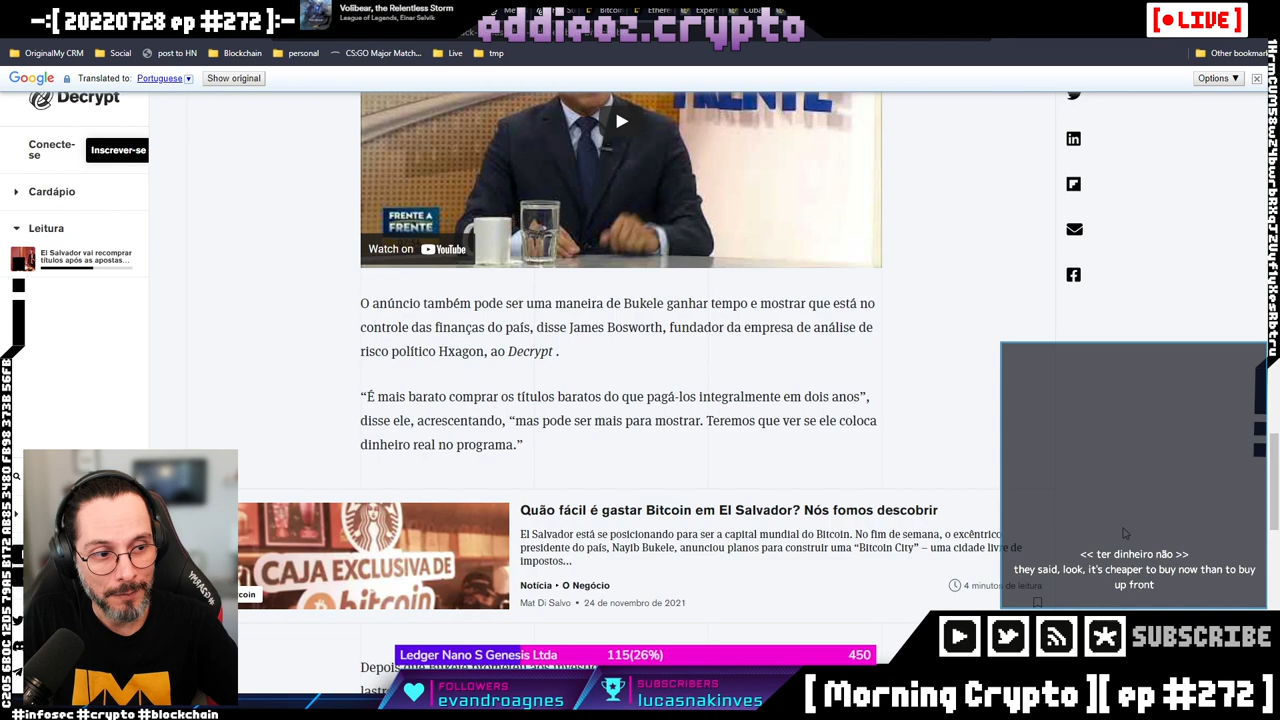 -:[ 20220728 ep #272 ]:-
Volibear, the Relentless Storm
League of Legends, Einar Selvik
eddieoz.crypto
[ • LIVE ]
OriginalMy CRM
Social
post to HN
Blockchain
personal
CS:GO Major Match...
Live
tmp
Other bookmark
Google
Translated to: Portuguese
Show original
Options ▼
Decrypt
Conecte-se
Inscrever-se
Cardápio
Leitura
El Salvador vai recomprar
títulos após as apostas...
FRENTE
FRENTE A
FRENTE
Watch on YouTube
O anúncio também pode ser uma maneira de Bukele ganhar tempo e mostrar que está no
controle das finanças do país, disse James Bosworth, fundador da empresa de análise de
risco político Hxagon, ao Decrypt .
“É mais barato comprar os títulos baratos do que pagá-los integralmente em dois anos”,
disse ele, acrescentando, “mas pode ser mais para mostrar. Teremos que ver se ele coloca
dinheiro real no programa.”
CAJA EXCLUSIVA
bitcoin
coin
Quão fácil é gastar Bitcoin em El Salvador? Nós fomos descobrir
El Salvador está se posicionando para ser a capital mundial do Bitcoin. No fim de semana, o excêntrico
presidente do país, Nayib Bukele, anunciou planos para construir uma “Bitcoin City” – uma cidade livre de
impostos...
Notícia • O Negócio
4 minutos de leitura
Mat Di Salvo • 24 de novembro de 2021
<< ter dinheiro não >>
they said, look, it's cheaper to buy now than to buy
up front
Ledger Nano S Genesis Ltda 115(26%) 450
FOLLOWERS
evandroagnes
SUBSCRIBERS
lucasnakinves
SUBSCRIBE
[ Morning Crypto ][ ep #272 ]
#infosec #crypto #blockchain